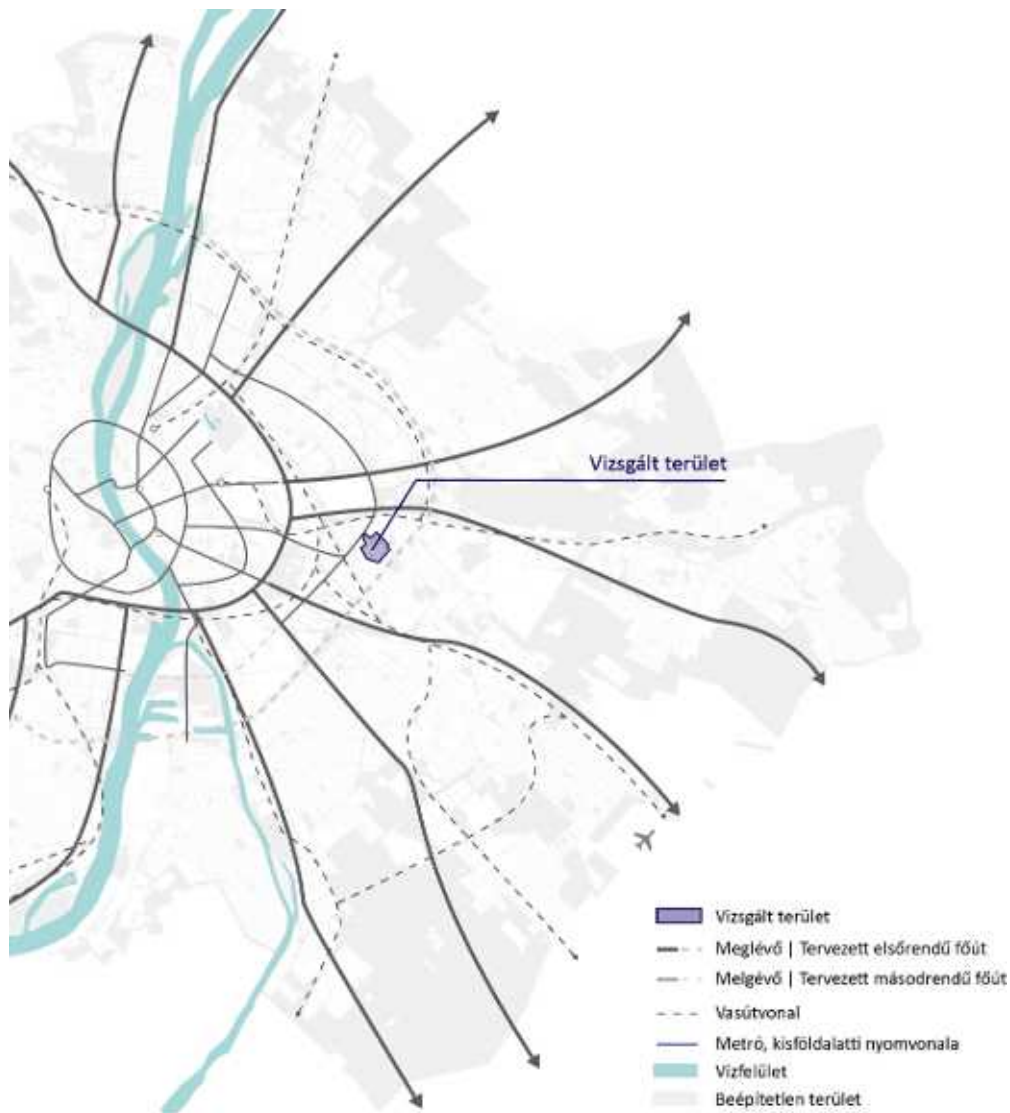 Vizsgált terület
Vizsgált terület
Meglévő | Tervezett elsőrendű főút
Melgévő | Tervezett másodrendű főút
Vasútvonal
Metró, kisföldalatti nyomvonala
Vízfelület
Beépítetlen terület